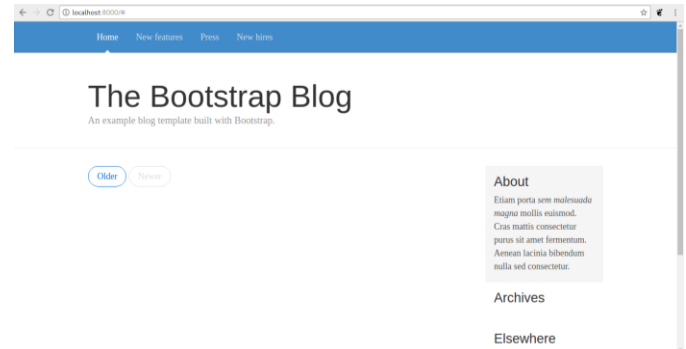 localhost:8000/#
Home New features Press New hires
The Bootstrap Blog
An example blog template built with Bootstrap.
Older Newer
About
Etiam porta sem malesuada
magna mollis euismod.
Cras mattis consectetur
purus sit amet fermentum.
Aenean lacinia bibendum
nulla sed consectetur.
Archives
Elsewhere